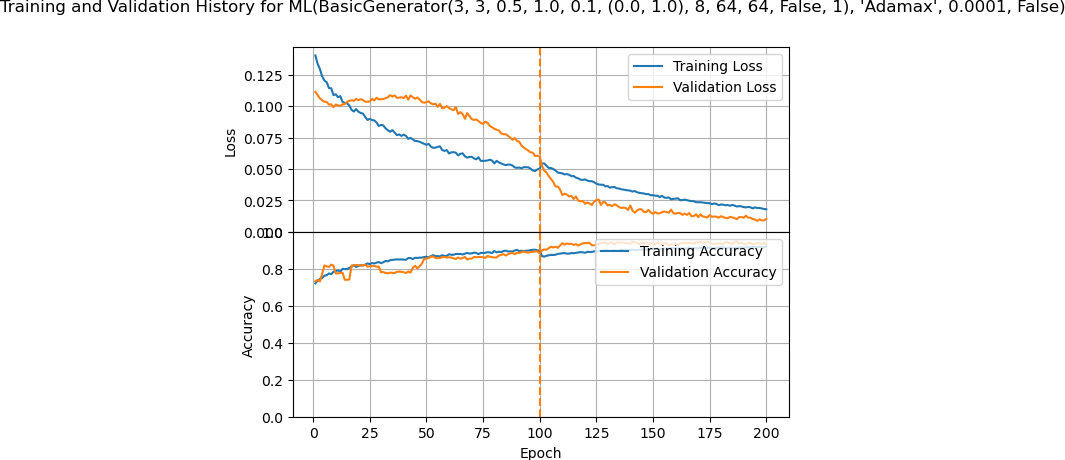 Training and Validation History for ML(BasicGenerator(3, 3, 0.5, 1.0, 0.1, (0.0, 1.0), 8, 64, 64, False, 1), 'Adamax', 0.0001, False)
Training Loss
Validation Loss
0.125
0.100
0.075
0.050
0.025
0.000
Loss
1.0
0.8
0.6
0.4
0.2
0.0
Accuracy
Training Accuracy
Validation Accuracy
0 25 50 75 100 125 150 175 200
Epoch